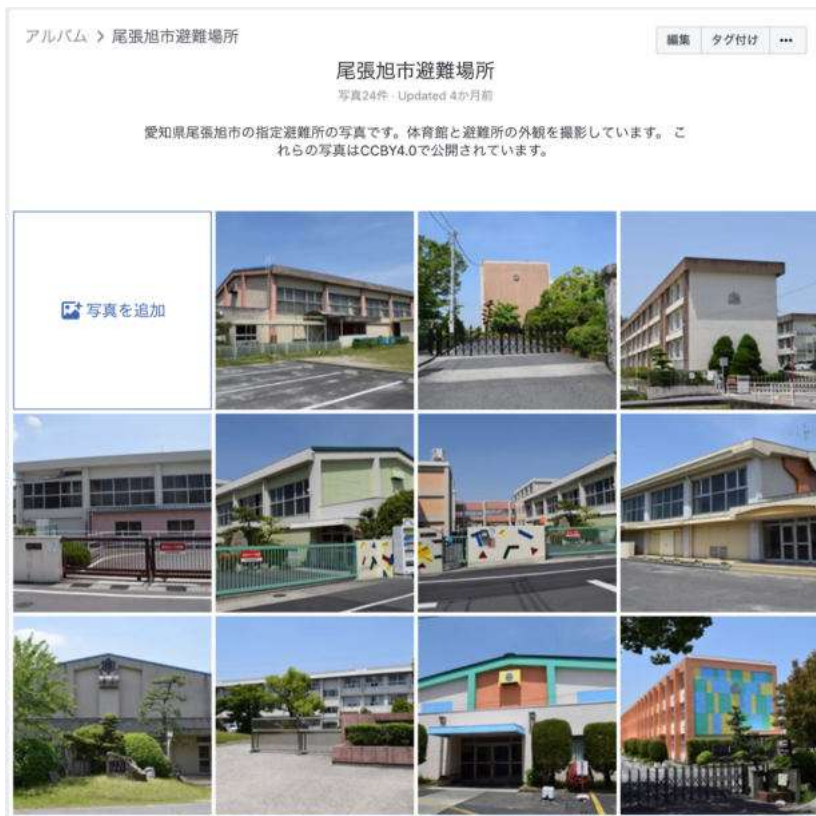 アルバム > 尾張旭市避難場所
編集 タグ付け •••
尾張旭市避難場所
写真24件 · Updated 4か月前
愛知県尾張旭市の指定避難所の写真です。体育館と避難所の外観を撮影しています。 こ
れらの写真はCCBY4.0で公開されています。
写真を追加